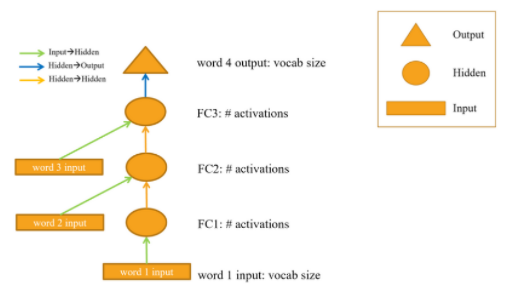 Input→Hidden
Hidden→Output
Hidden→Hidden
word 4 output: vocab size
FC3: # activations
word 3 input
FC2: # activations
word 2 input
FC1: # activations
word 1 input
word 1 input: vocab size
Output
Hidden
Input